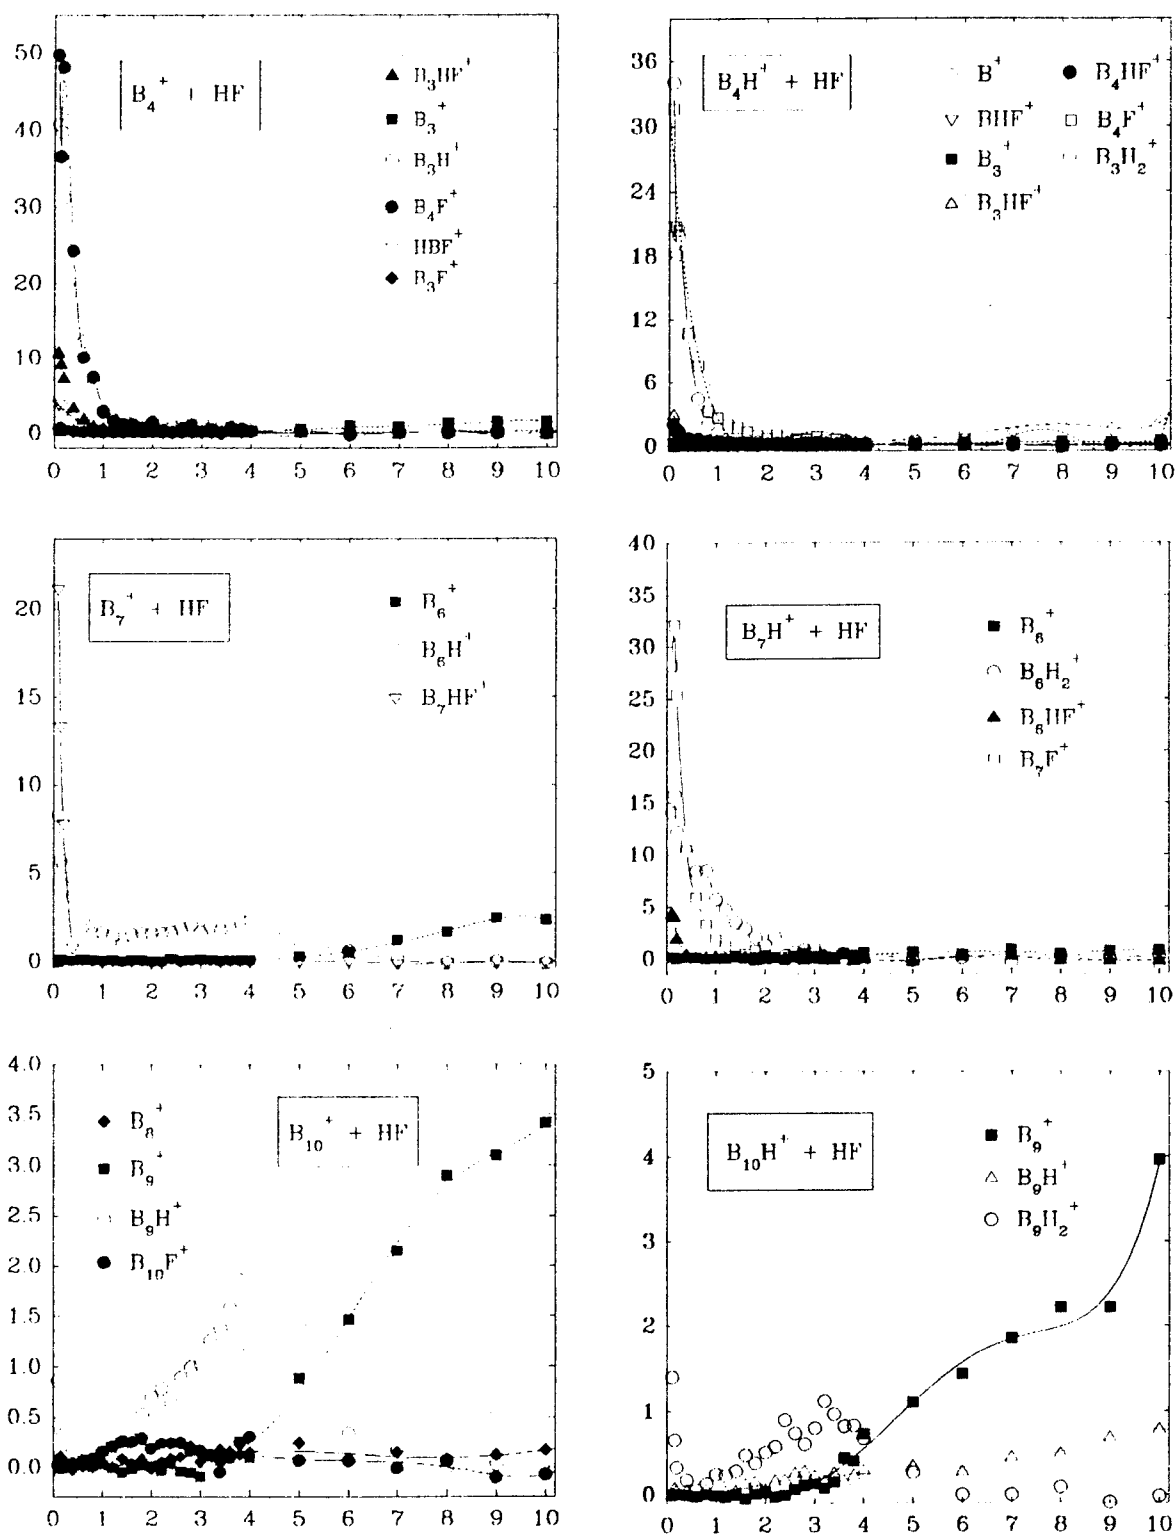 50
40
30
20
10
0
0 1 2 3 4 5 6 7 8 9 10
B₄⁺ + HF
B₃HF⁺
B₃⁺
B₃H⁺
B₄F⁺
HBF⁺
B₃F⁺
36
30
24
18
12
6
0
0 1 2 3 4 5 6 7 8 9 10
B₄H⁺ + HF
B⁺
BHF⁺
B₃⁺
B₃HF⁺
B₄HF⁺
B₄F⁺
B₃H₂⁺
20
15
10
5
0
0 1 2 3 4 5 6 7 8 9 10
B₇⁺ + HF
B₆⁺
B₆H⁺
B₇HF⁺
40
35
30
25
20
15
10
5
0
0 1 2 3 4 5 6 7 8 9 10
B₇H⁺ + HF
B₆⁺
B₆H₂⁺
B₆HF⁺
B₇F⁺
4.0
3.5
3.0
2.5
2.0
1.5
1.0
0.5
0.0
0 1 2 3 4 5 6 7 8 9 10
B₈⁺
B₉⁺
B₉H⁺
B₁₀F⁺
B₁₀⁺ + HF
5
4
3
2
1
0
0 1 2 3 4 5 6 7 8 9 10
B₁₀H⁺ + HF
B₉⁺
B₉H⁺
B₉H₂⁺